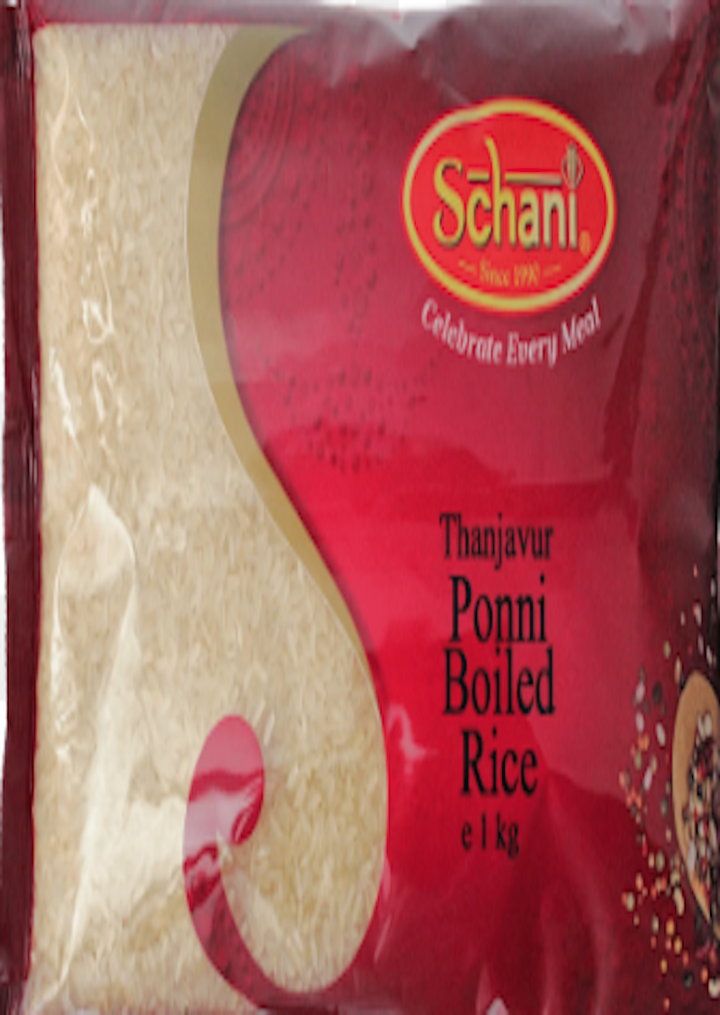 Schani®
Since 1990
Celebrate Every Meal
Thanjavur
Ponni
Boiled
Rice
e 1 kg